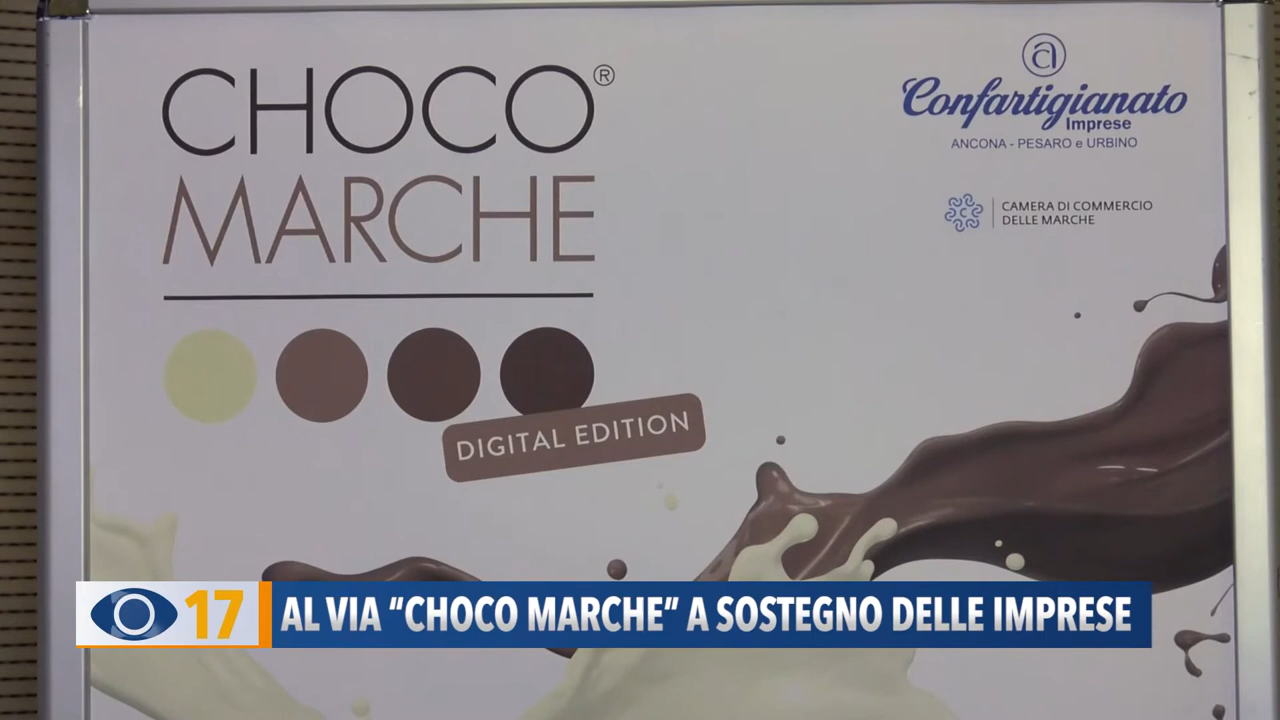 CHOCO®
MARCHE
DIGITAL EDITION
a
Confartigianato
Imprese
ANCONA - PESARO e URBINO
C
CAMERA DI COMMERCIO
DELLE MARCHE
17
AL VIA “CHOCO MARCHE” A SOSTEGNO DELLE IMPRESE